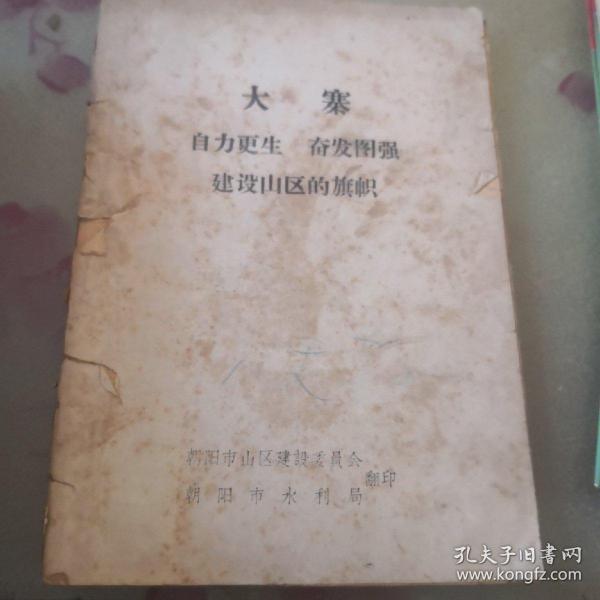 大 寨
自力更生 奋发图强
建设山区的旗帜
朝阳市山区建設委員会
朝阳市水利局
翻印
孔夫子旧书网
www.kongfz.com